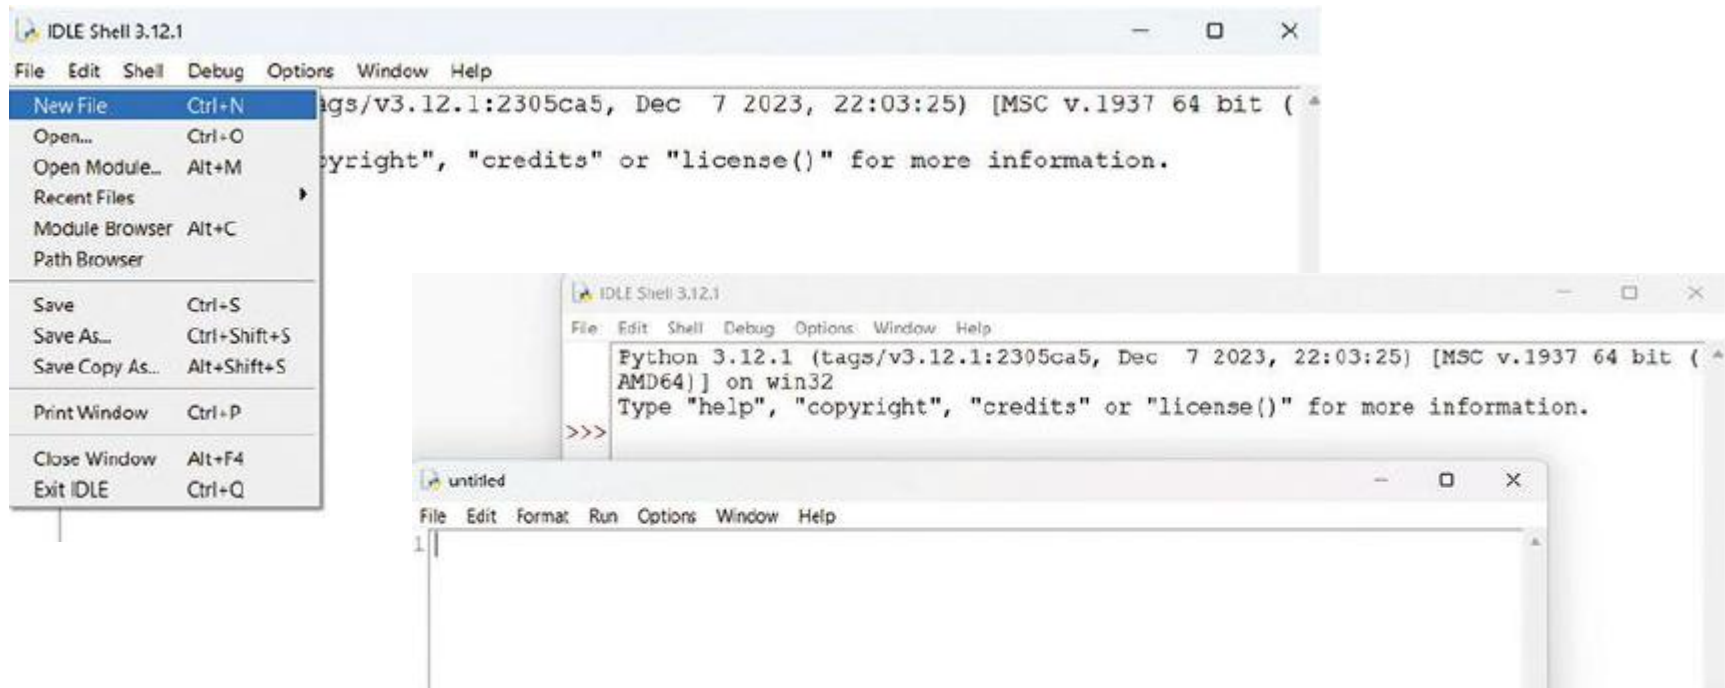 IDLE Shell 3.12.1
File Edit Shell Debug Options Window Help
New File Ctrl+N
Open... Ctrl+O
Open Module... Alt+M
Recent Files
Module Browser Alt+C
Path Browser
Save Ctrl+S
Save As... Ctrl+Shift+S
Save Copy As... Alt+Shift+S
Print Window Ctrl+P
Close Window Alt+F4
Exit IDLE Ctrl+Q
ags/v3.12.1:2305ca5, Dec 7 2023, 22:03:25) [MSC v.1937 64 bit (
pyright", "credits" or "license()" for more information.
IDLE Shell 3.12.1
File Edit Shell Debug Options Window Help
Python 3.12.1 (tags/v3.12.1:2305ca5, Dec 7 2023, 22:03:25) [MSC v.1937 64 bit (
AMD64)] on win32
Type "help", "copyright", "credits" or "license()" for more information.
>>>
untitled
File Edit Format Run Options Window Help
1